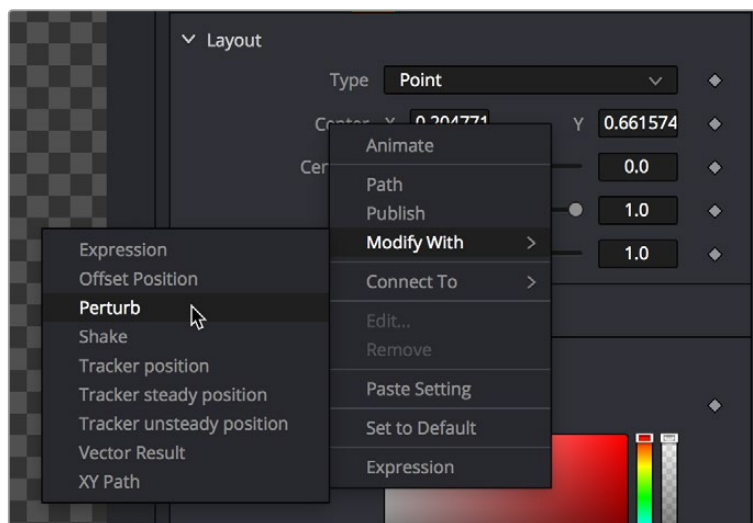 Layout
Type Point
Center X 0.204771 Y 0.661574
Cen 0.0
1.0
1.0
Animate
Path
Publish
Modify With
Connect To
Edit...
Remove
Paste Setting
Set to Default
Expression
Expression
Offset Position
Perturb
Shake
Tracker position
Tracker steady position
Tracker unsteady position
Vector Result
XY Path